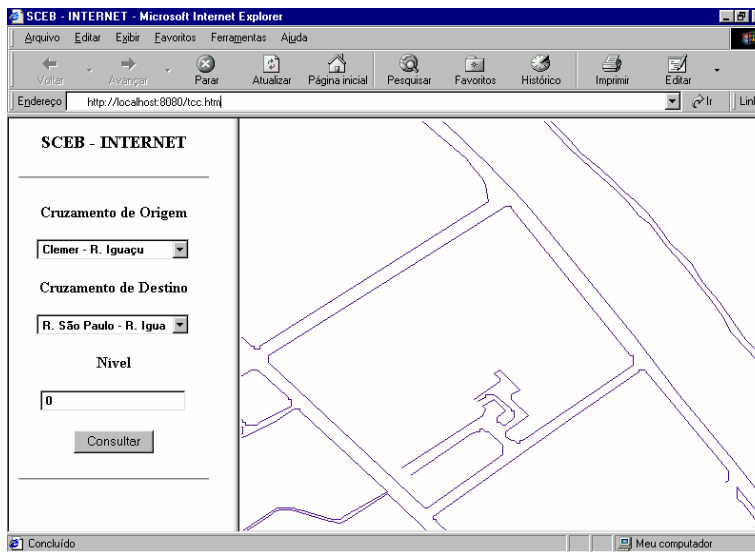 SCEB - INTERNET - Microsoft Internet Explorer
Arquivo Editar Exibir Favoritos Ferramentas Ajuda
Voltar Avançar Parar Atualizar Página inicial Pesquisar Favoritos Histórico Imprimir Editar
Endereço http://localhost:8080/tcc.htm Ir Link
SCEB - INTERNET
Cruzamento de Origem
Clemer - R. Iguaçu
Cruzamento de Destino
R. São Paulo - R. Igua
Nível
0
Consultar
Concluído Meu computador